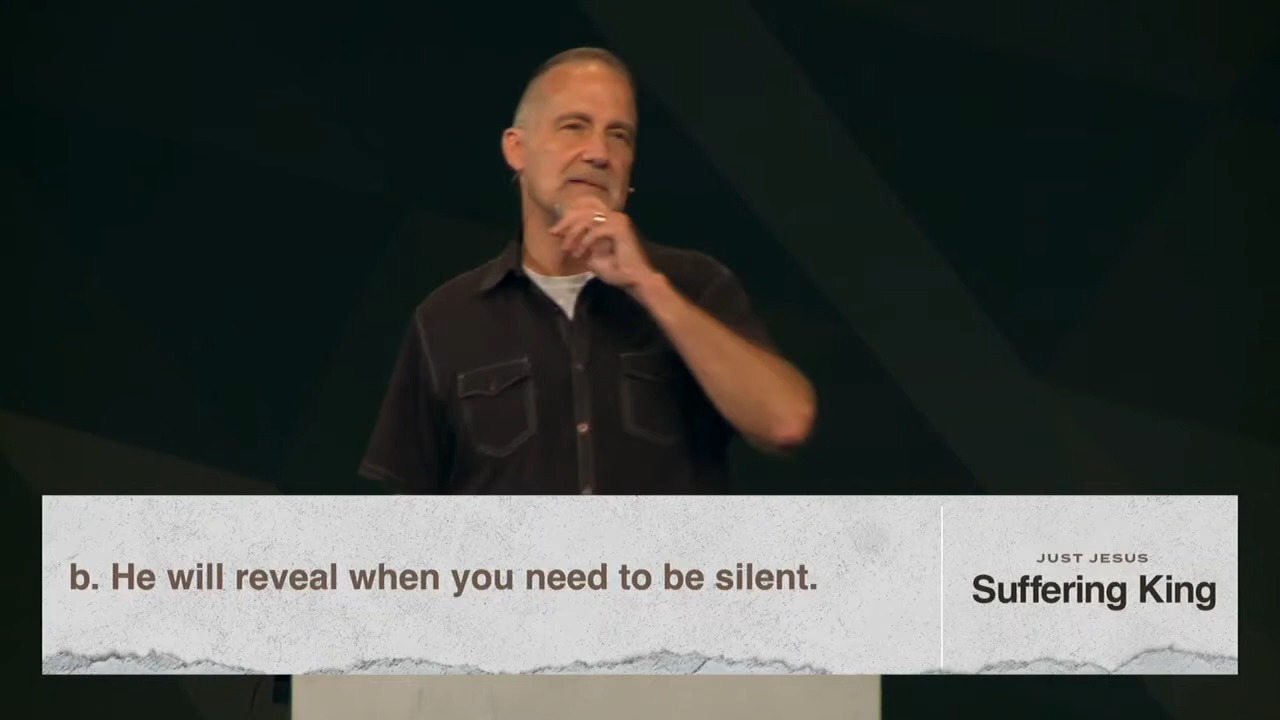 b. He will reveal when you need to be silent.
JUST JESUS
Suffering King